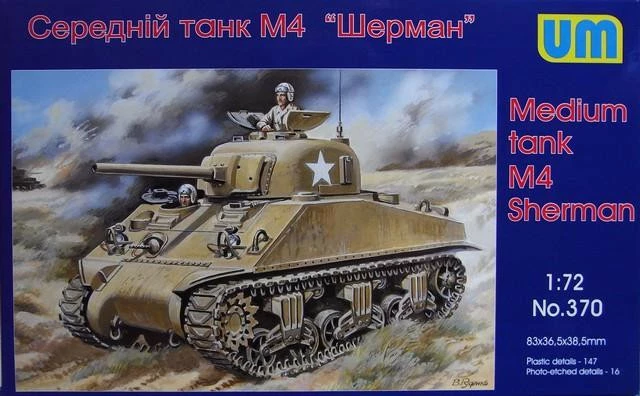 Середній танк М4 “Шерман”
um
Medium
tank
M4
Sherman
1:72
No.370
83x36,5x38,5mm
Plastic details - 147
Photo-etched details - 16